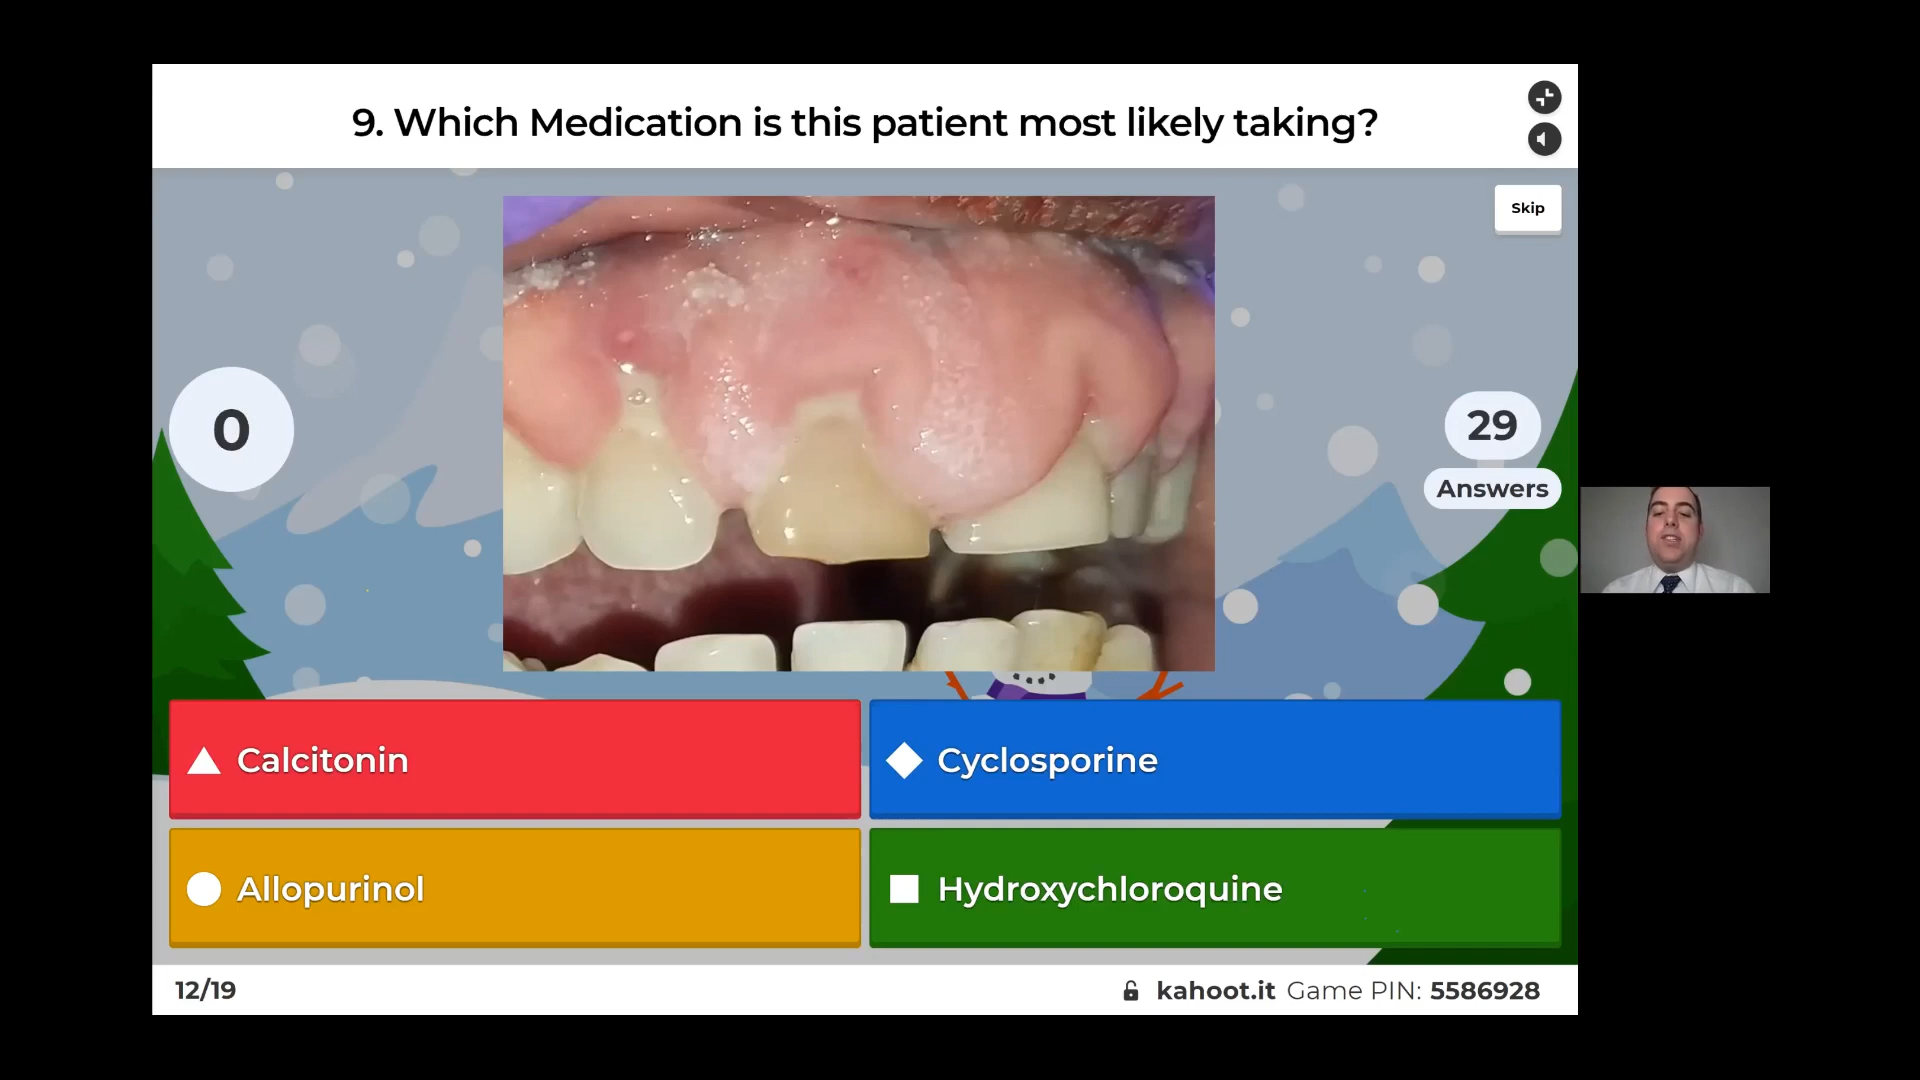 9. Which Medication is this patient most likely taking?
Skip
0
29
Answers
Calcitonin
Cyclosporine
Allopurinol
Hydroxychloroquine
12/19
kahoot.it Game PIN: 5586928